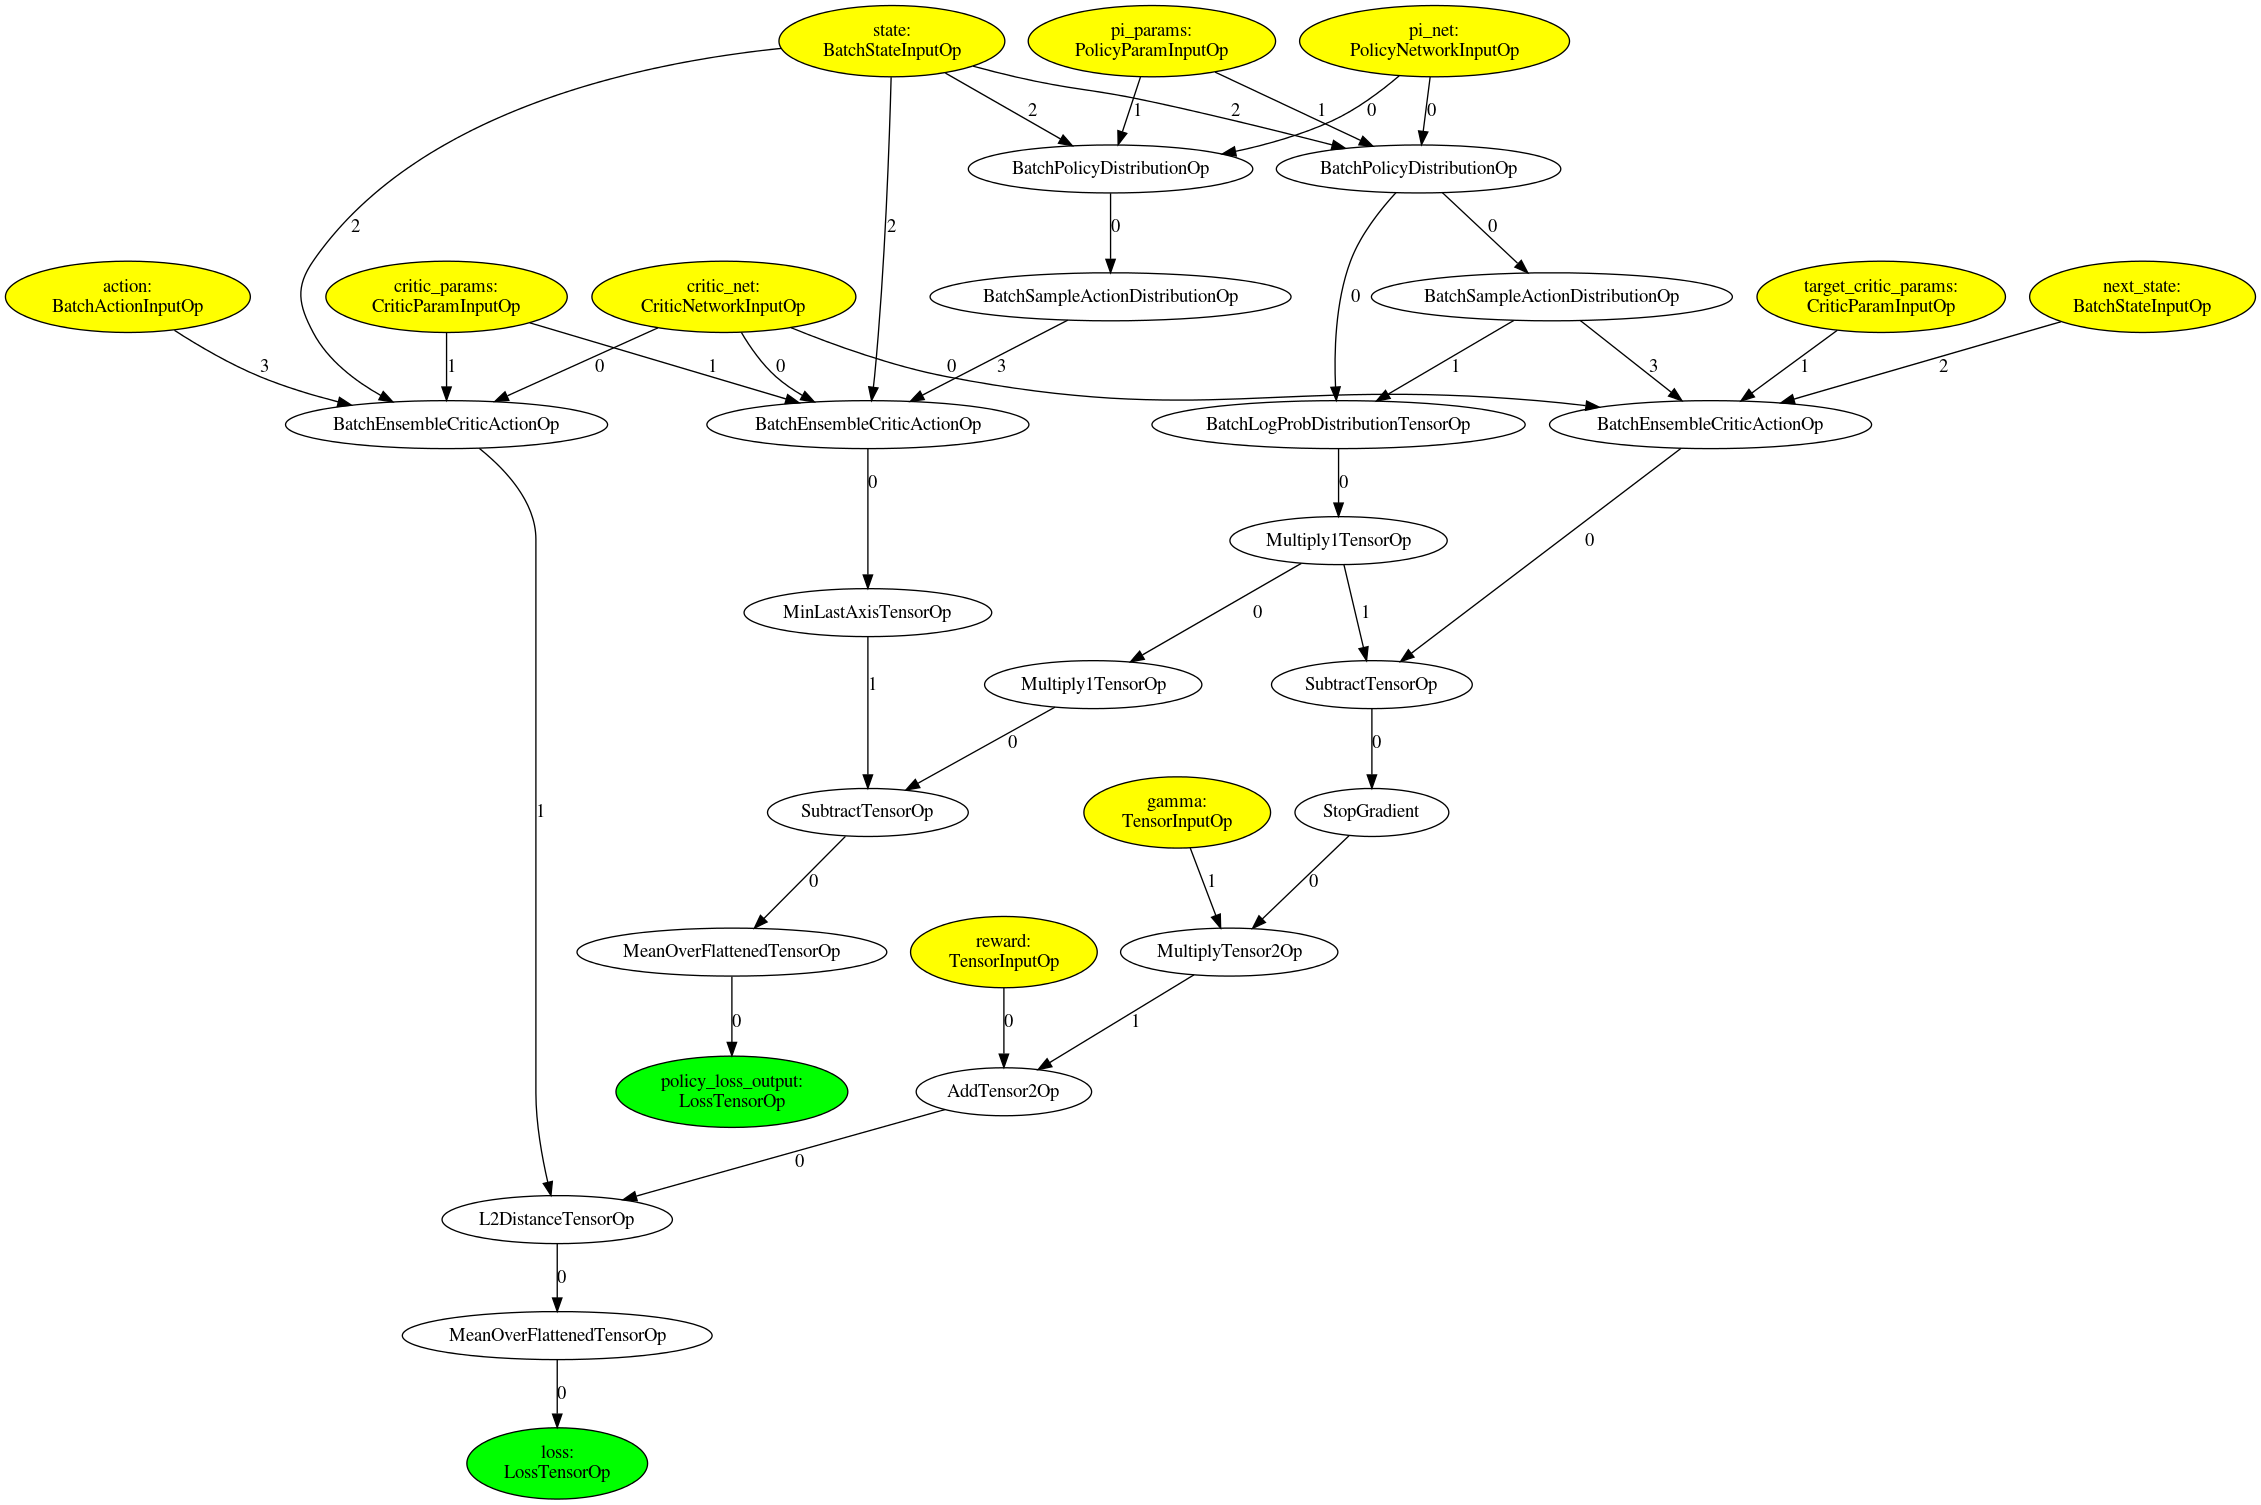 state:
BatchStateInputOp
pi_params:
PolicyParamInputOp
pi_net:
PolicyNetworkInputOp
2
1
2
1
0
0
BatchPolicyDistributionOp
BatchPolicyDistributionOp
2
2
0
0
action:
BatchActionInputOp
critic_params:
CriticParamInputOp
critic_net:
CriticNetworkInputOp
BatchSampleActionDistributionOp
0
BatchSampleActionDistributionOp
target_critic_params:
CriticParamInputOp
next_state:
BatchStateInputOp
3
1
0
1
0
0
3
1
3
1
2
BatchEnsembleCriticActionOp
BatchEnsembleCriticActionOp
BatchLogProbDistributionTensorOp
BatchEnsembleCriticActionOp
0
0
Multiply1TensorOp
0
MinLastAxisTensorOp
0
1
1
Multiply1TensorOp
SubtractTensorOp
0
0
1
SubtractTensorOp
gamma:
TensorInputOp
StopGradient
0
1
0
MeanOverFlattenedTensorOp
reward:
TensorInputOp
MultiplyTensor2Op
0
0
1
policy_loss_output:
LossTensorOp
AddTensor2Op
0
L2DistanceTensorOp
0
MeanOverFlattenedTensorOp
0
loss:
LossTensorOp